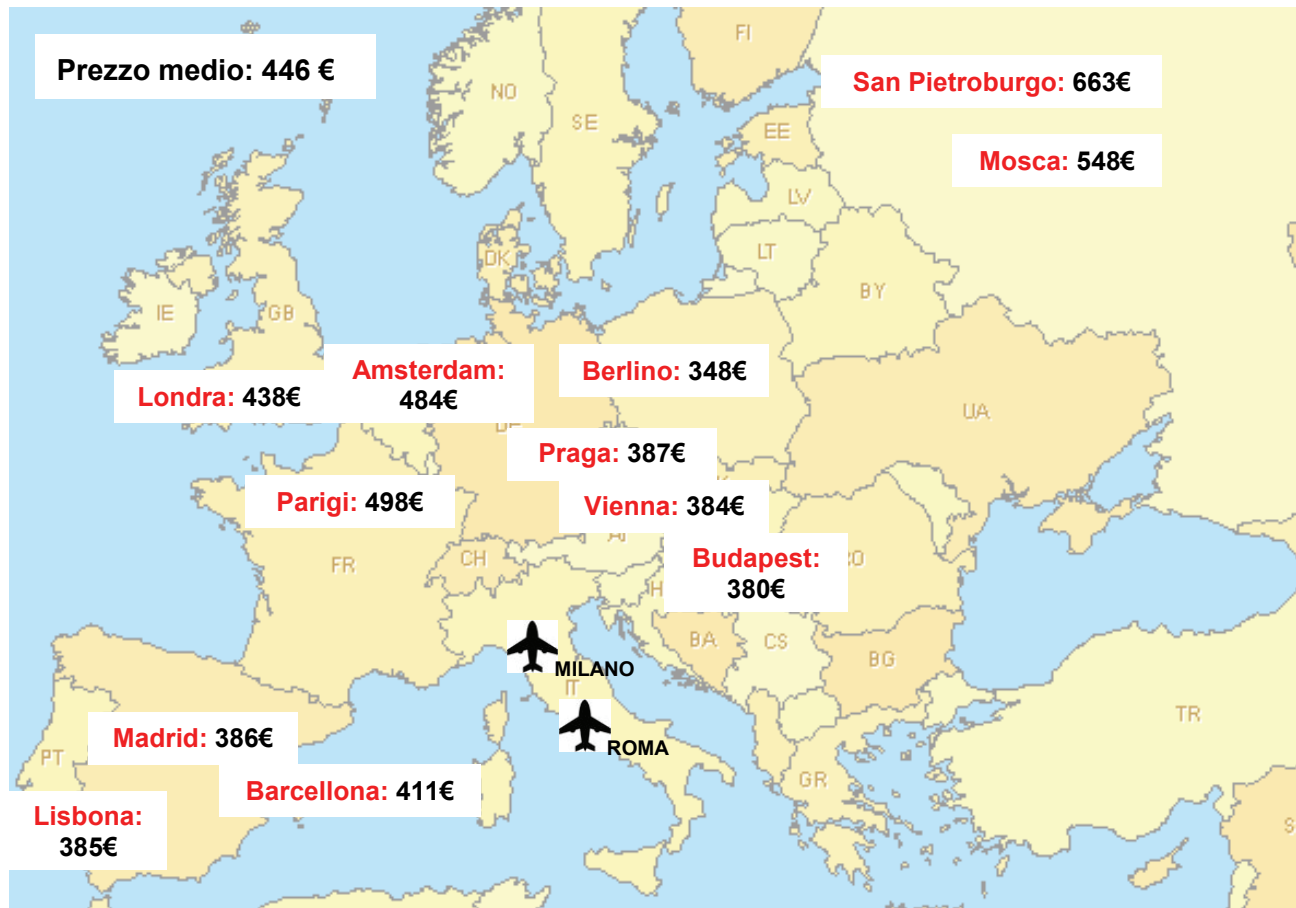 Prezzo medio: 446 €
FI
San Pietroburgo: 663€
NO
SE
EE
Mosca: 548€
LV
LT
DK
BY
IE
GB
Amsterdam:
484€
Berlino: 348€
Londra: 438€
UA
DE
Praga: 387€
Parigi: 498€
Vienna: 384€
FR
CH
Budapest:
380€
RO
BA
CS
BG
MILANO
IT
TR
Madrid: 386€
ROMA
PT
GR
Barcellona: 411€
Lisbona:
385€